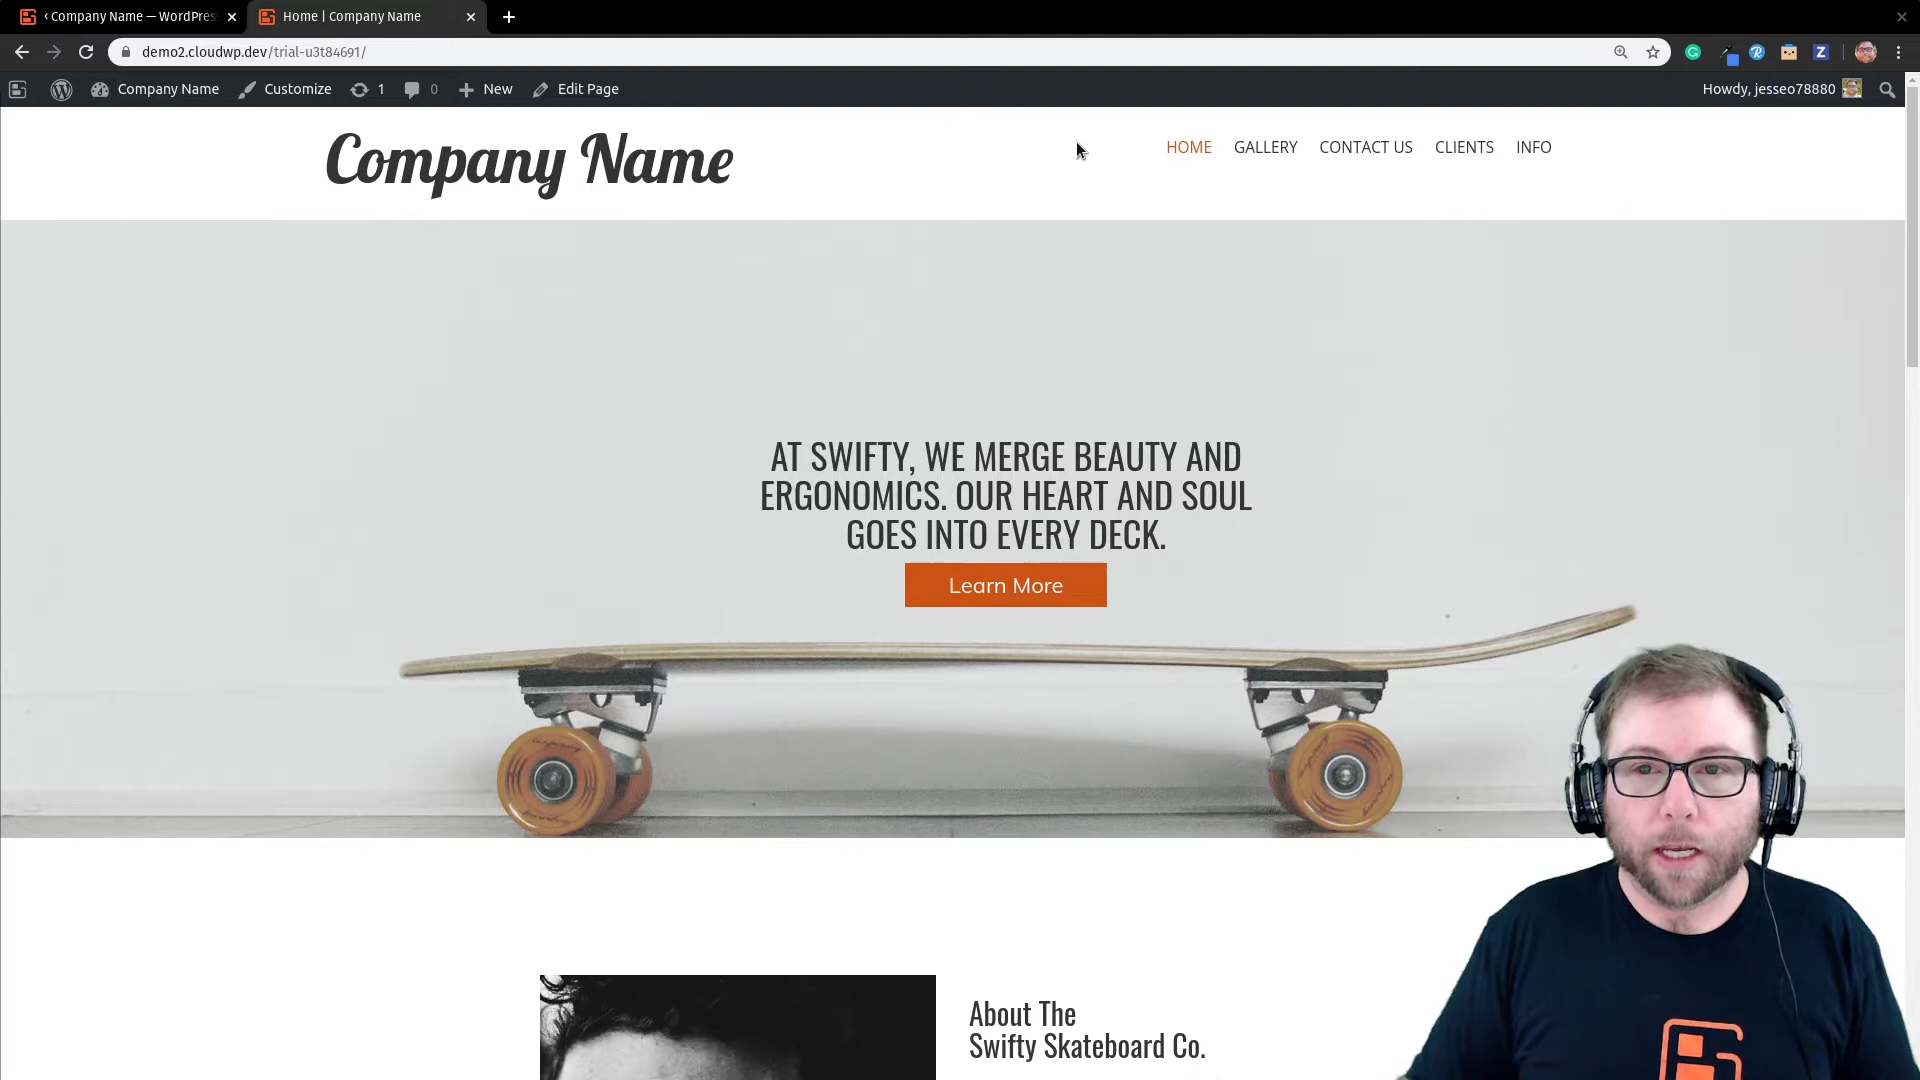 ‹ Company Name — WordPres
Home | Company Name
demo2.cloudwp.dev/trial-u3t84691/
Company Name
Customize
1
0
New
Edit Page
Howdy, jesseo78880
Company Name
HOME
GALLERY
CONTACT US
CLIENTS
INFO
AT SWIFTY, WE MERGE BEAUTY AND
ERGONOMICS. OUR HEART AND SOUL
GOES INTO EVERY DECK.
Learn More
About The
Swifty Skateboard Co.